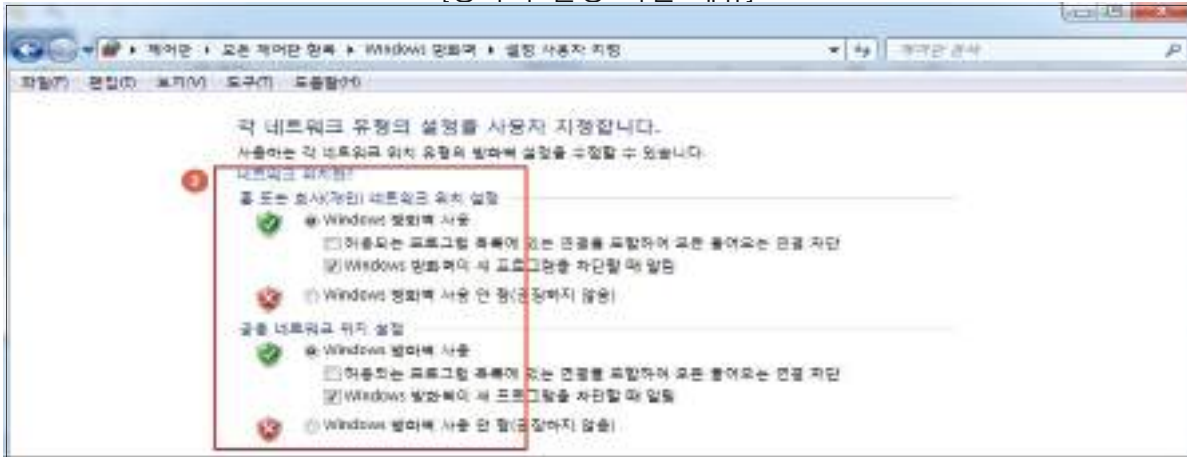 제어판 ▸ 모든 제어판 항목 ▸ Windows 방화벽 ▸ 설정 사용자 지정
제어판 검색
파일(F) 편집(E) 보기(V) 도구(T) 도움말(H)
각 네트워크 유형의 설정을 사용자 지정합니다.
사용하는 각 네트워크 위치 유형의 방화벽 설정을 수정할 수 있습니다.
네트워크 위치란?
홈 또는 회사(개인) 네트워크 위치 설정
Windows 방화벽 사용
허용되는 프로그램 목록에 있는 연결을 포함하여 모든 들어오는 연결 차단
Windows 방화벽이 새 프로그램을 차단할 때 알림
Windows 방화벽 사용 안 함(권장하지 않음)
공용 네트워크 위치 설정
Windows 방화벽 사용
허용되는 프로그램 목록에 있는 연결을 포함하여 모든 들어오는 연결 차단
Windows 방화벽이 새 프로그램을 차단할 때 알림
Windows 방화벽 사용 안 함(권장하지 않음)